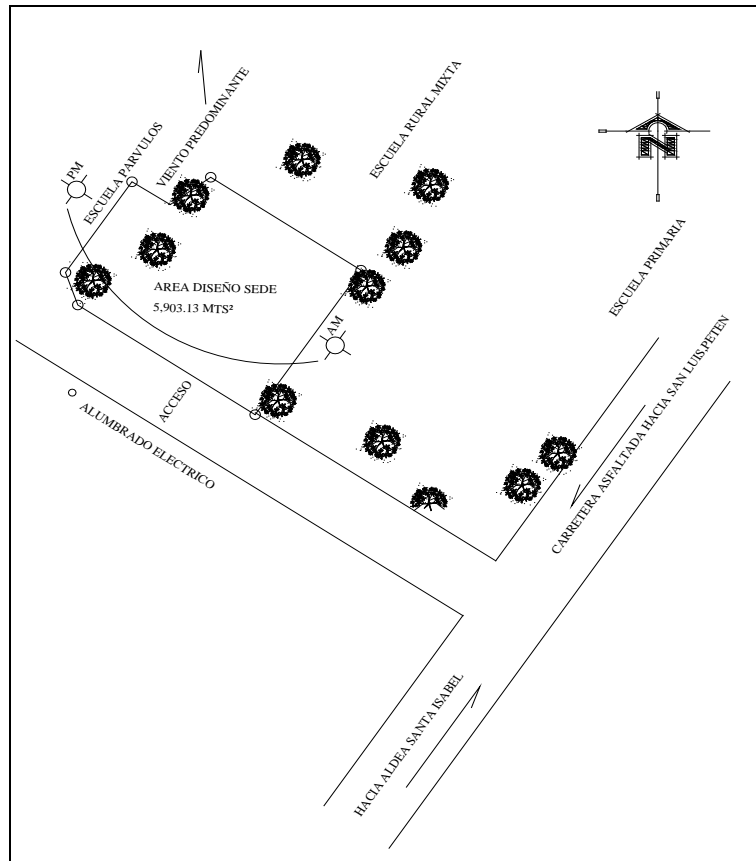 VIENTO PREDOMINANTE
ESCUELA RURAL MIXTA
ESCUELA PARVULOS
PM
N
ESCUELA PRIMARIA
AREA DISEÑO SEDE
5,903.13 MTS²
AM
ACCESO
ALUMBRADO ELECTRICO
CARRETERA ASFALTADA HACIA SAN LUIS,PETEN
HACIA ALDEA SANTA ISABEL